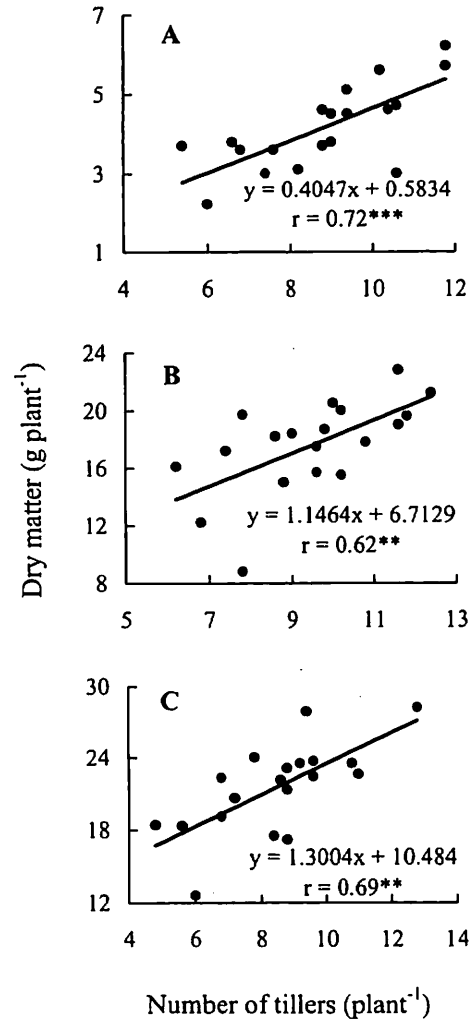 Dry matter (g plant⁻¹)
A
7
5
3
1
y = 0.4047x + 0.5834
r = 0.72***
4 6 8 10 12
B
24
20
16
12
8
y = 1.1464x + 6.7129
r = 0.62**
5 7 9 11 13
C
30
24
18
12
y = 1.3004x + 10.484
r = 0.69**
4 6 8 10 12 14
Number of tillers (plant⁻¹)